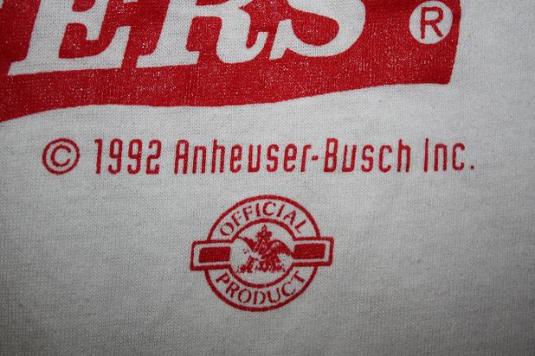 ERS ®
© 1992 Anheuser-Busch Inc.
OFFICIAL
PRODUCT